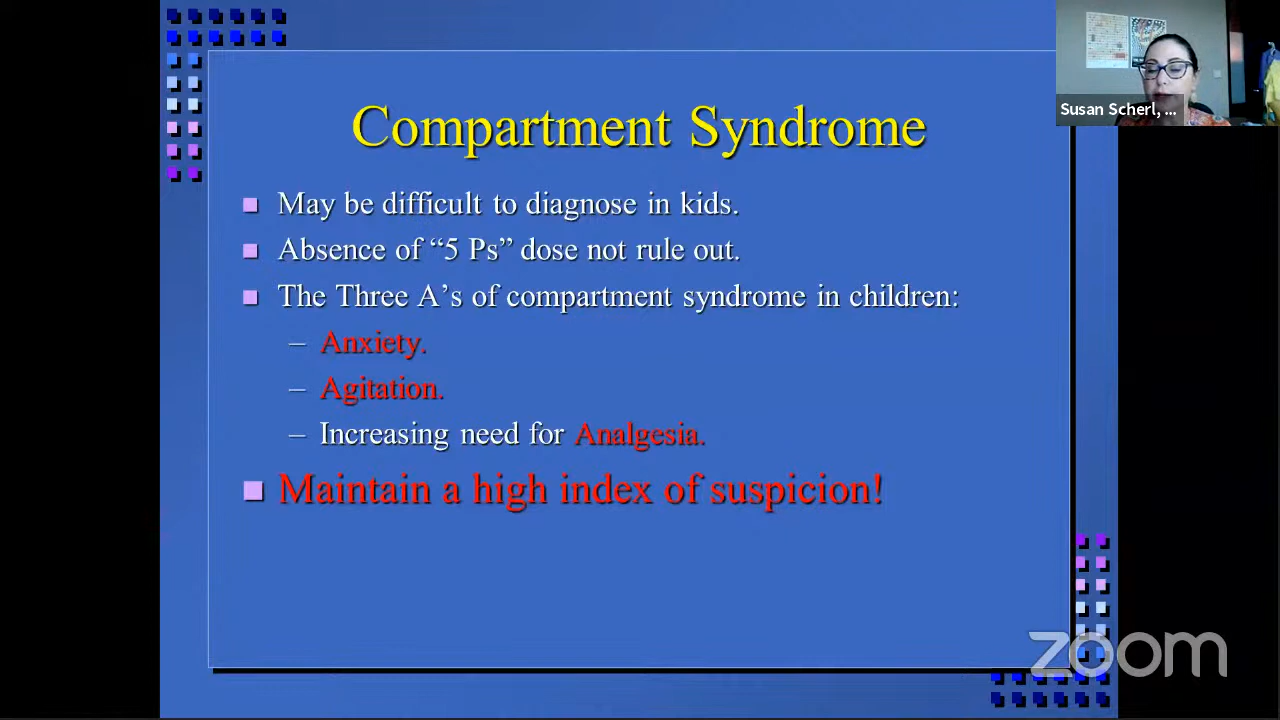 Compartment Syndrome
May be difficult to diagnose in kids.
Absence of “5 Ps” dose not rule out.
The Three A’s of compartment syndrome in children:
– Anxiety.
– Agitation.
– Increasing need for Analgesia.
Maintain a high index of suspicion!
Susan Scherl, ...
zoom